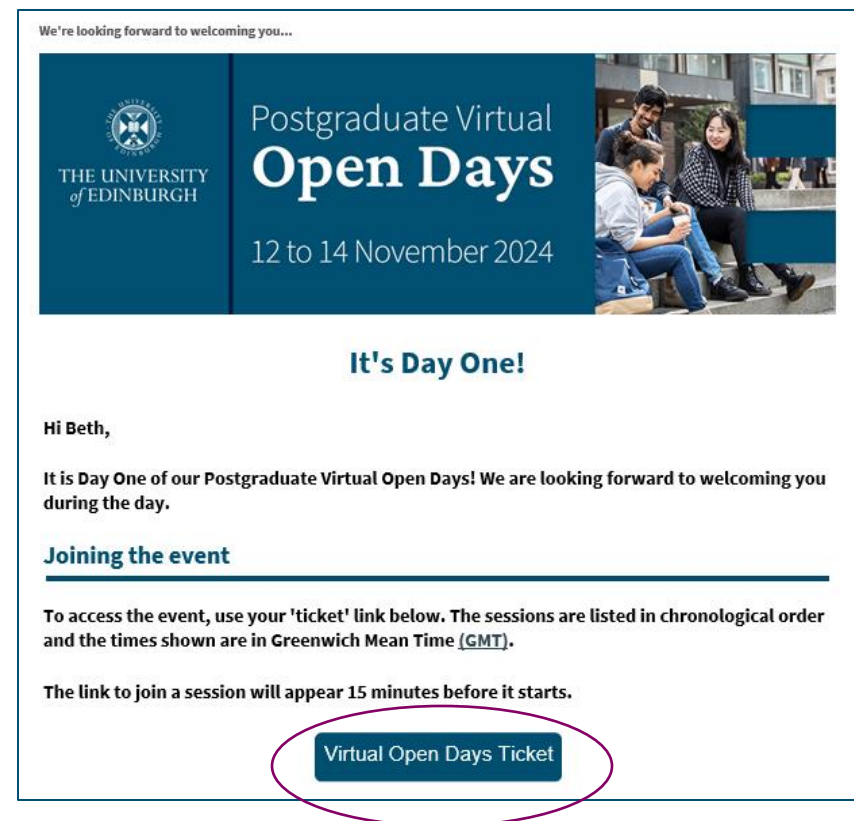 We're looking forward to welcoming you...
THE UNIVERSITY
of EDINBURGH
Postgraduate Virtual
Open Days
12 to 14 November 2024
It's Day One!
Hi Beth,
It is Day One of our Postgraduate Virtual Open Days! We are looking forward to welcoming you
during the day.
Joining the event
To access the event, use your 'ticket' link below. The sessions are listed in chronological order
and the times shown are in Greenwich Mean Time (GMT).
The link to join a session will appear 15 minutes before it starts.
Virtual Open Days Ticket